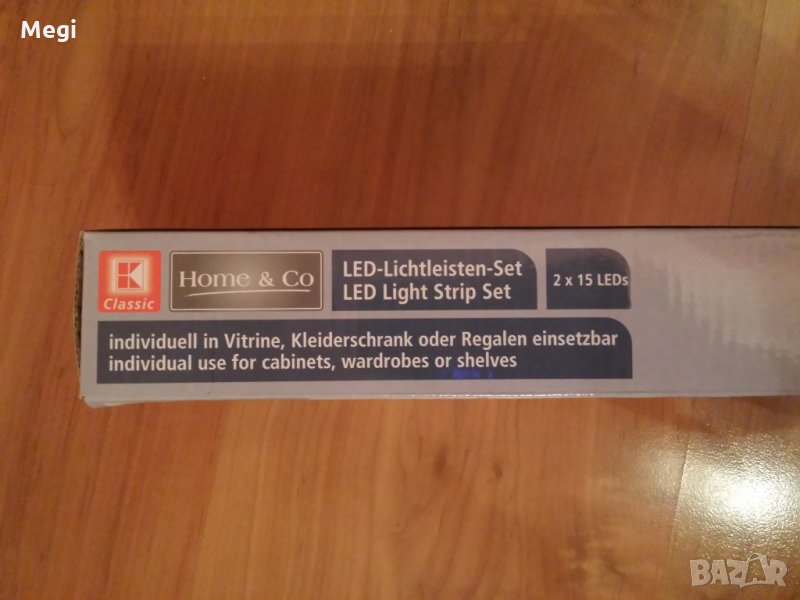 Megi
K
Classic
Home & Co
LED-Lichtleisten-Set
LED Light Strip Set
2 x 15 LEDs
individuell in Vitrine, Kleiderschrank oder Regalen einsetzbar
individual use for cabinets, wardrobes or shelves
BAZAR